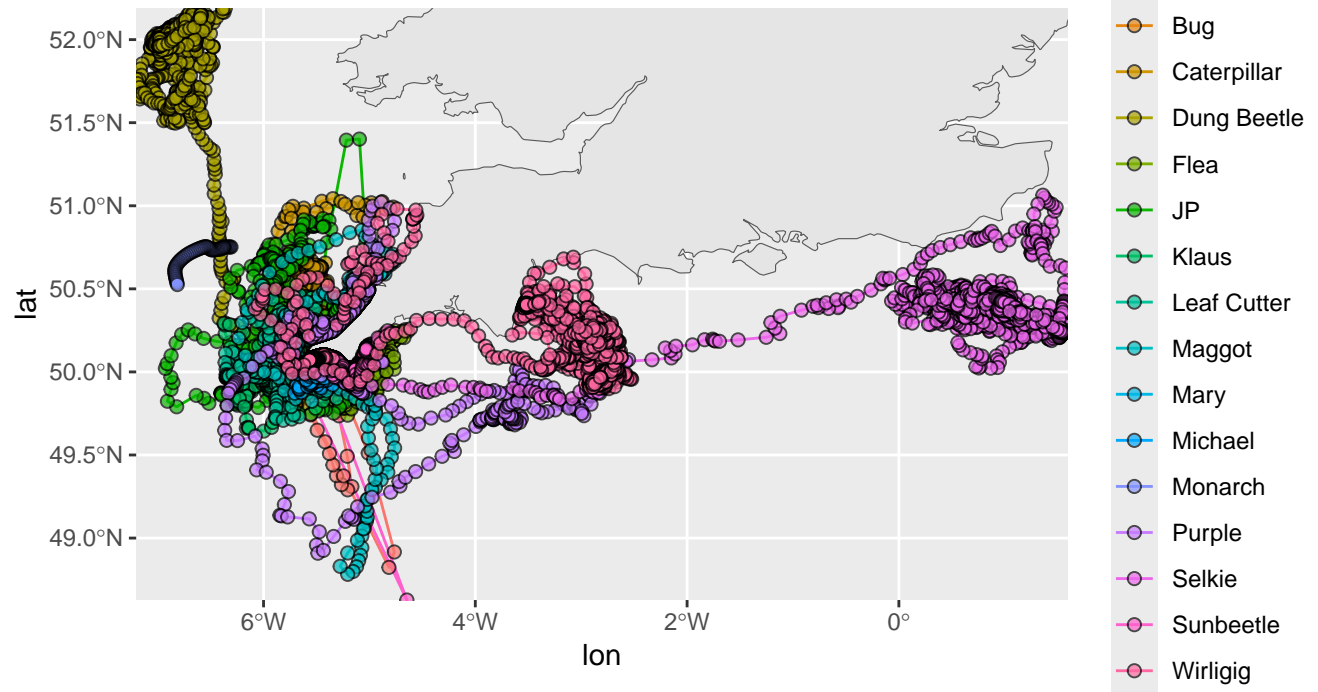 52.0°N
51.5°N
51.0°N
50.5°N
50.0°N
49.5°N
49.0°N
lat
6°W
4°W
2°W
0°
lon
Bug
Caterpillar
Dung Beetle
Flea
JP
Klaus
Leaf Cutter
Maggot
Mary
Michael
Monarch
Purple
Selkie
Sunbeetle
Wirligig